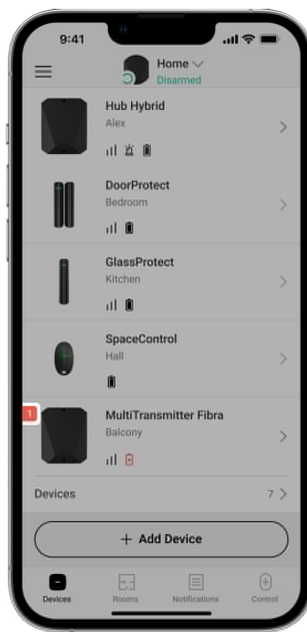 9:41
Home
Disarmed
Hub Hybrid
Alex
DoorProtect
Bedroom
GlassProtect
Kitchen
SpaceControl
Hall
1
MultiTransmitter Fibra
Balcony
Devices 7
+ Add Device
Devices Rooms Notifications Control